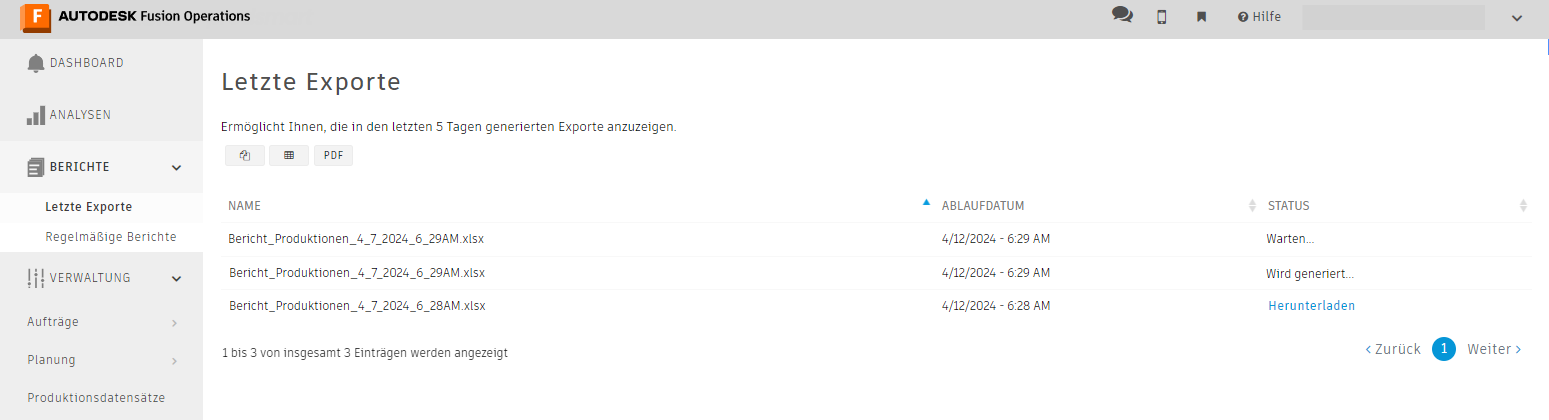 F AUTODESK Fusion Operations
Hilfe
DASHBOARD
ANALYSEN
BERICHTE
Letzte Exporte
Regelmäßige Berichte
VERWALTUNG
Aufträge
Planung
Produktionsdatensätze
Letzte Exporte
Ermöglicht Ihnen, die in den letzten 5 Tagen generierten Exporte anzuzeigen.
PDF
NAME ABLAUFDATUM STATUS
Bericht_Produktionen_4_7_2024_6_29AM.xlsx 4/12/2024 - 6:29 AM Warten...
Bericht_Produktionen_4_7_2024_6_29AM.xlsx 4/12/2024 - 6:29 AM Wird generiert...
Bericht_Produktionen_4_7_2024_6_28AM.xlsx 4/12/2024 - 6:28 AM Herunterladen
1 bis 3 von insgesamt 3 Einträgen werden angezeigt
‹ Zurück 1 Weiter ›